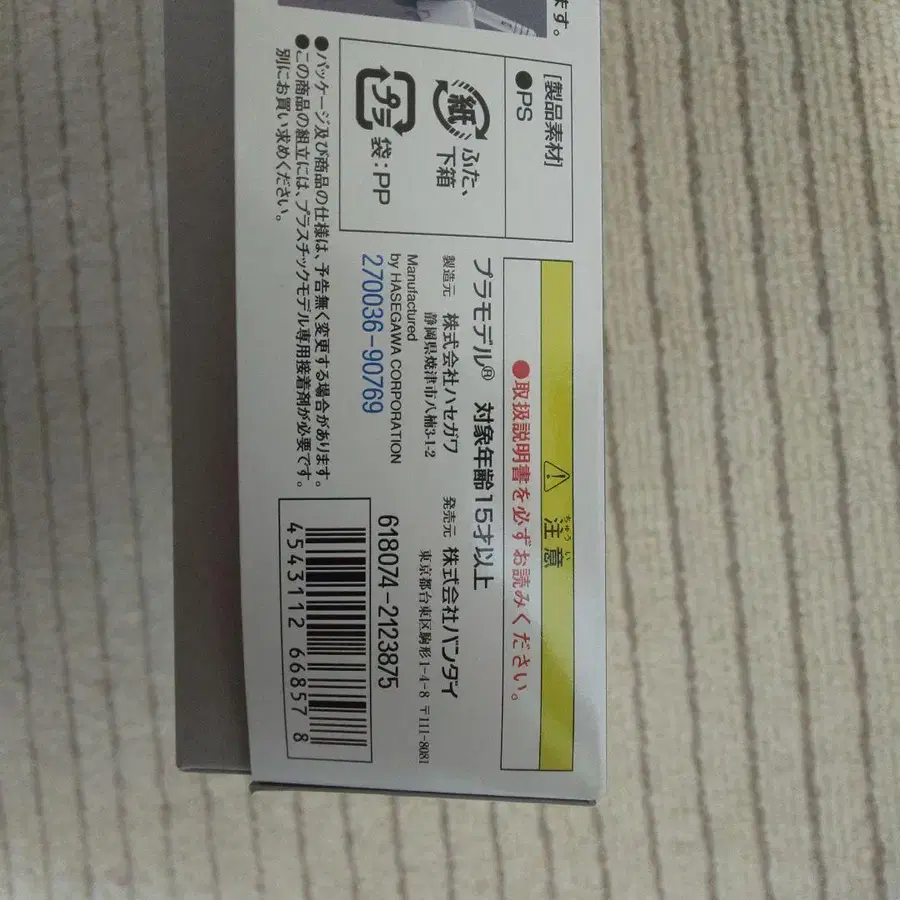 ます。
[製品素材]
●PS
紙
ふた、
下箱
プラ
袋：PP
注意
ちゅうい
●取扱説明書を必ずお読みください。
プラモデル® 対象年齢15才以上
製造元 株式会社ハセガワ
静岡県焼津市八楠3-1-2
Manufactured
by HASEGAWA CORPORATION
270036-90769
発売元 株式会社バンダイ
東京都台東区駒形1-4-8 〒111-8081
618074-2123875
4543112 66857 8
●パッケージ及び商品の仕様は、予告無く変更する場合があります。
●この商品の組立には、プラスチックモデル専用接着剤が必要です。
別にお買い求めください。